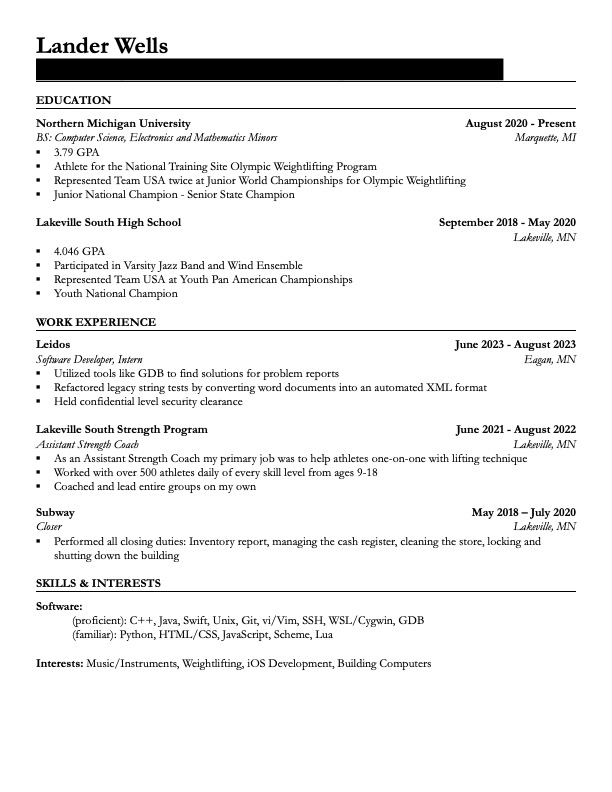 Lander Wells
EDUCATION
Northern Michigan University August 2020 - Present
BS: Computer Science, Electronics and Mathematics Minors Marquette, MI
▪ 3.79 GPA
▪ Athlete for the National Training Site Olympic Weightlifting Program
▪ Represented Team USA twice at Junior World Championships for Olympic Weightlifting
▪ Junior National Champion - Senior State Champion
Lakeville South High School September 2018 - May 2020
Lakeville, MN
▪ 4.046 GPA
▪ Participated in Varsity Jazz Band and Wind Ensemble
▪ Represented Team USA at Youth Pan American Championships
▪ Youth National Champion
WORK EXPERIENCE
Leidos June 2023 - August 2023
Software Developer, Intern Eagan, MN
▪ Utilized tools like GDB to find solutions for problem reports
▪ Refactored legacy string tests by converting word documents into an automated XML format
▪ Held confidential level security clearance
Lakeville South Strength Program June 2021 - August 2022
Assistant Strength Coach Lakeville, MN
▪ As an Assistant Strength Coach my primary job was to help athletes one-on-one with lifting technique
▪ Worked with over 500 athletes daily of every skill level from ages 9-18
▪ Coached and lead entire groups on my own
Subway May 2018 – July 2020
Closer Lakeville, MN
▪ Performed all closing duties: Inventory report, managing the cash register, cleaning the store, locking and
shutting down the building
SKILLS & INTERESTS
Software:
(proficient): C++, Java, Swift, Unix, Git, vi/Vim, SSH, WSL/Cygwin, GDB
(familiar): Python, HTML/CSS, JavaScript, Scheme, Lua
Interests: Music/Instruments, Weightlifting, iOS Development, Building Computers